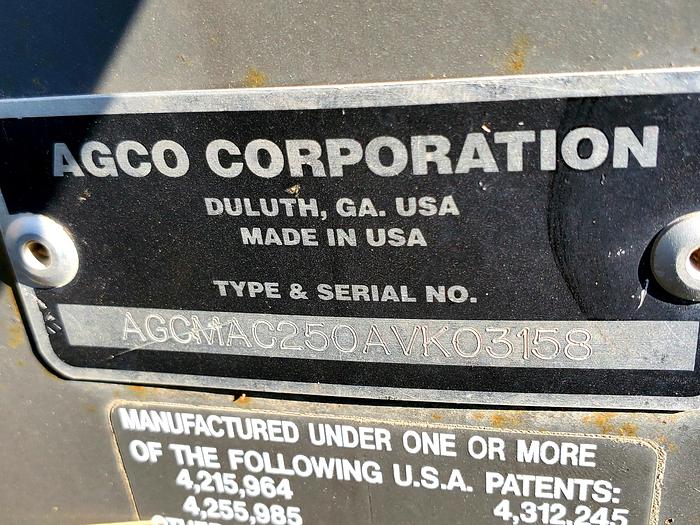 AGCO CORPORATION
DULUTH, GA. USA
MADE IN USA
TYPE & SERIAL NO.
AGCMAC250AVK03158
MANUFACTURED UNDER ONE OR MORE
OF THE FOLLOWING U.S.A. PATENTS:
4,215,964 4,312,245
4,255,985